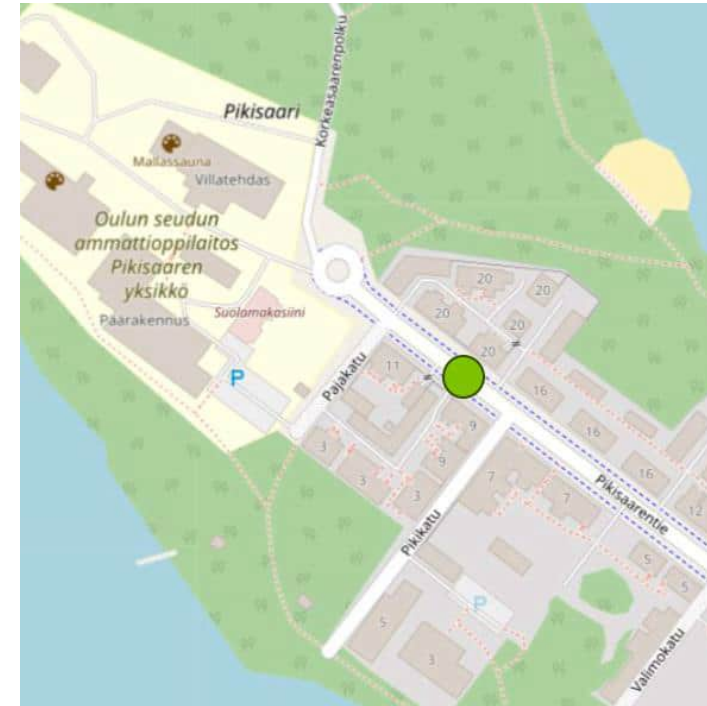 Korkeasaarenpolku
Pikisaari
Mallassauna
Villatehdas
Oulun seudun
ammattioppilaitos
Pikisaaren
yksikkö
Päärakennus
Suolamakasiini
P
Pajakatu
20
20
20
20
20
11
16
16
16
12
9
9
3
3
3
7
7
Pikisaarentie
Pikikatu
5
5
P
5
3
Valimokatu